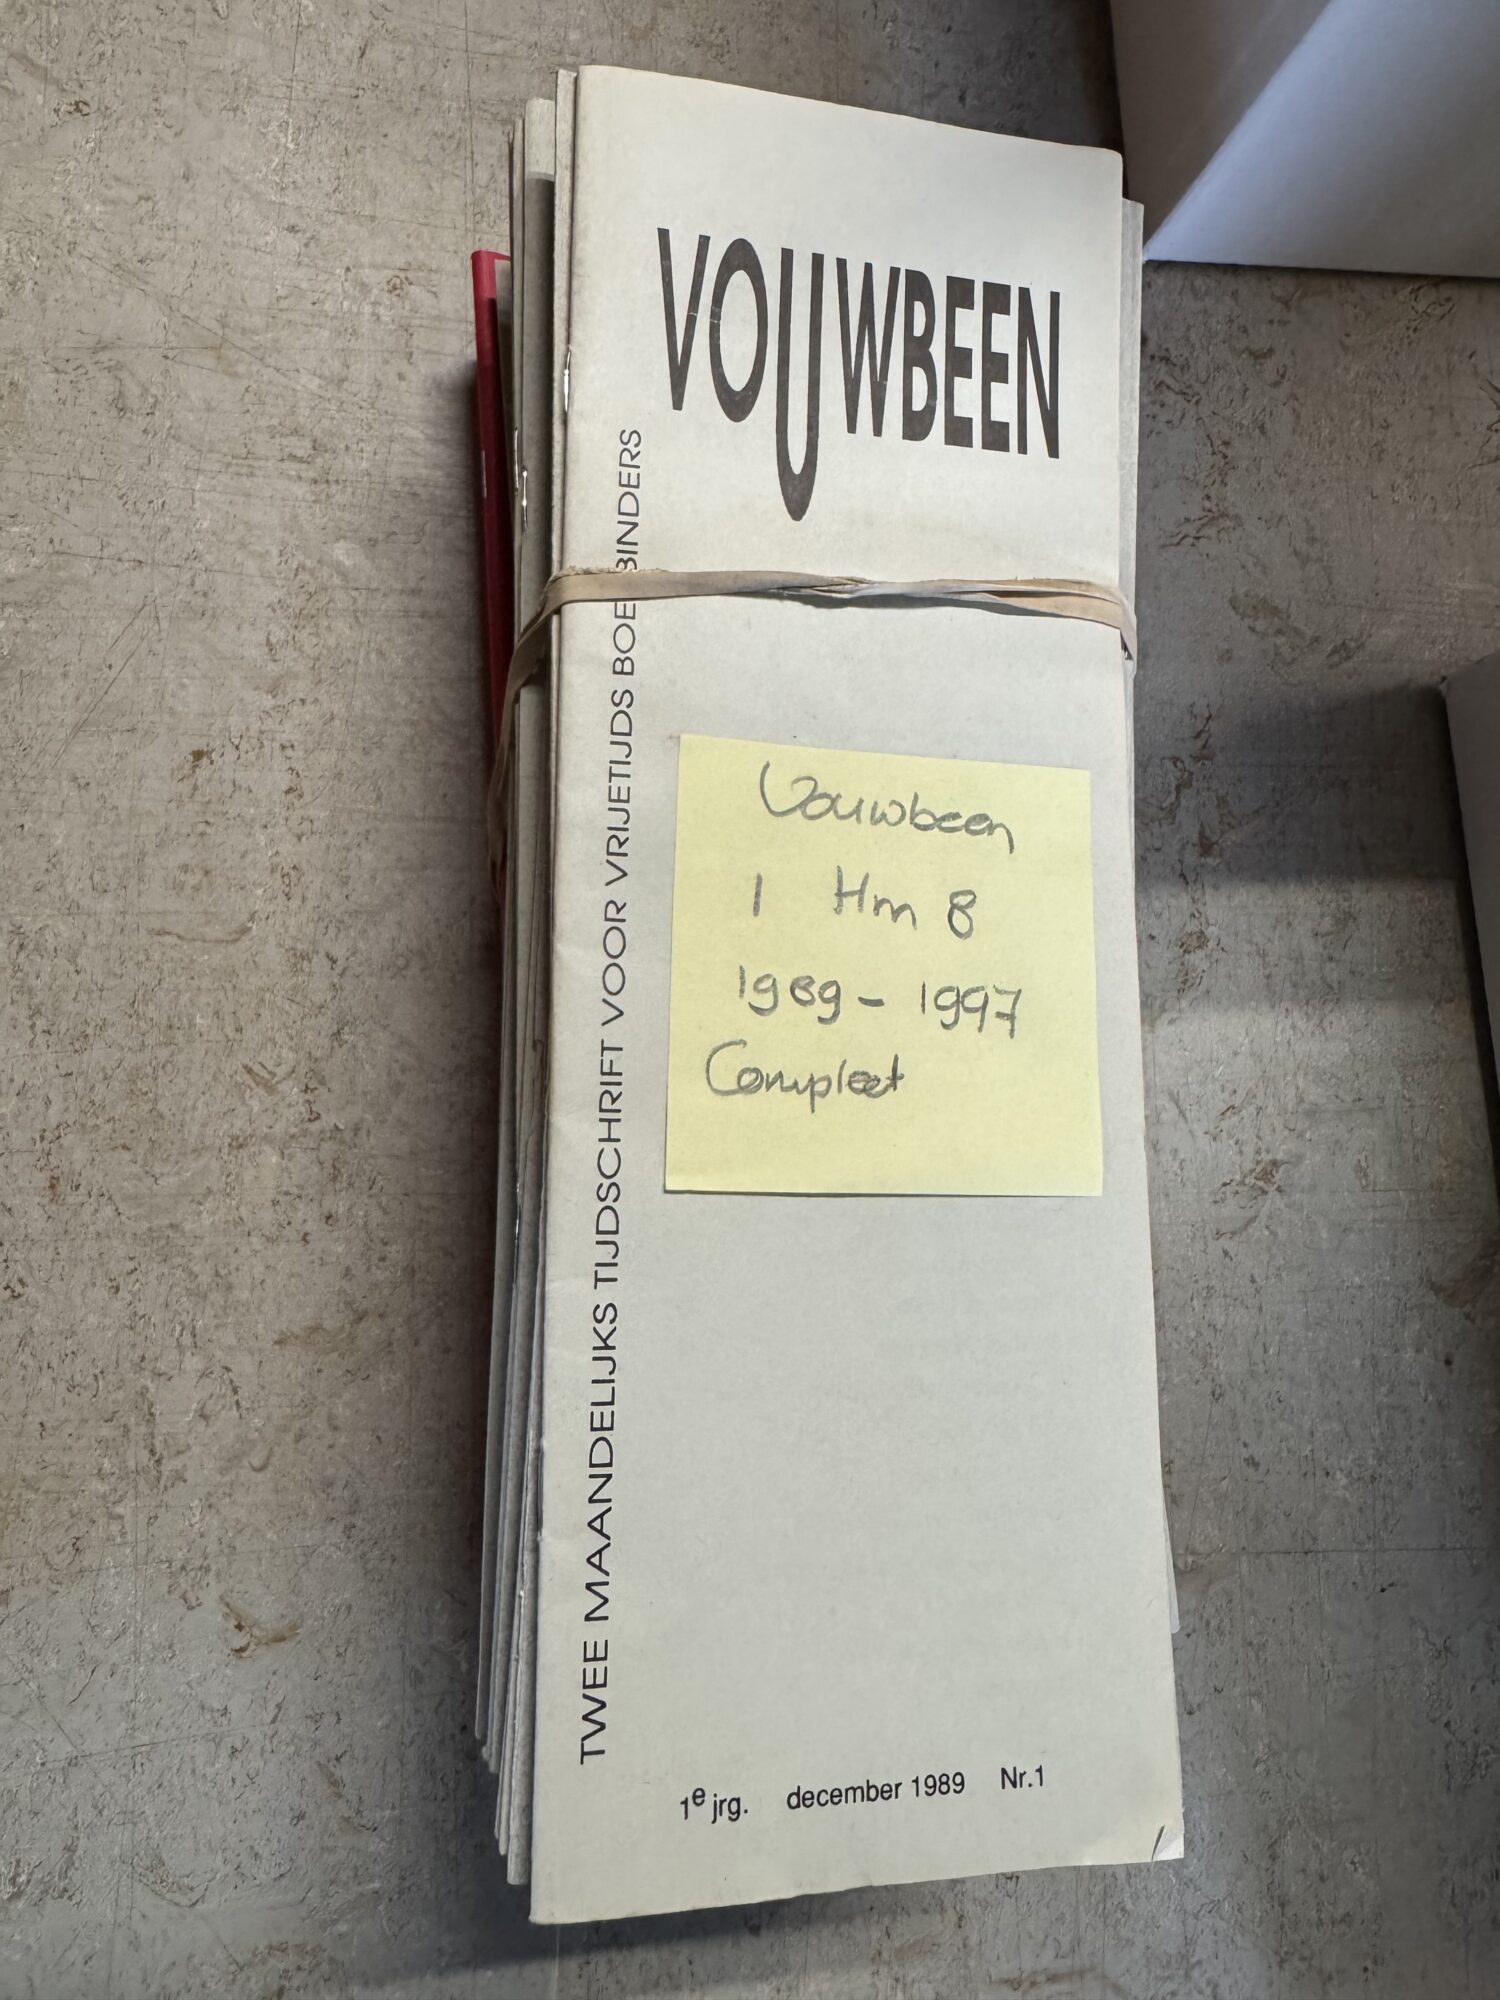 VOUWBEEN
TWEE MAANDELIJKS TIJDSCHRIFT VOOR VRIJETIJDS BOEKBINDERS
Vouwbeen
1 t/m 8
1989 - 1997
Compleet
1e jrg. december 1989 Nr.1